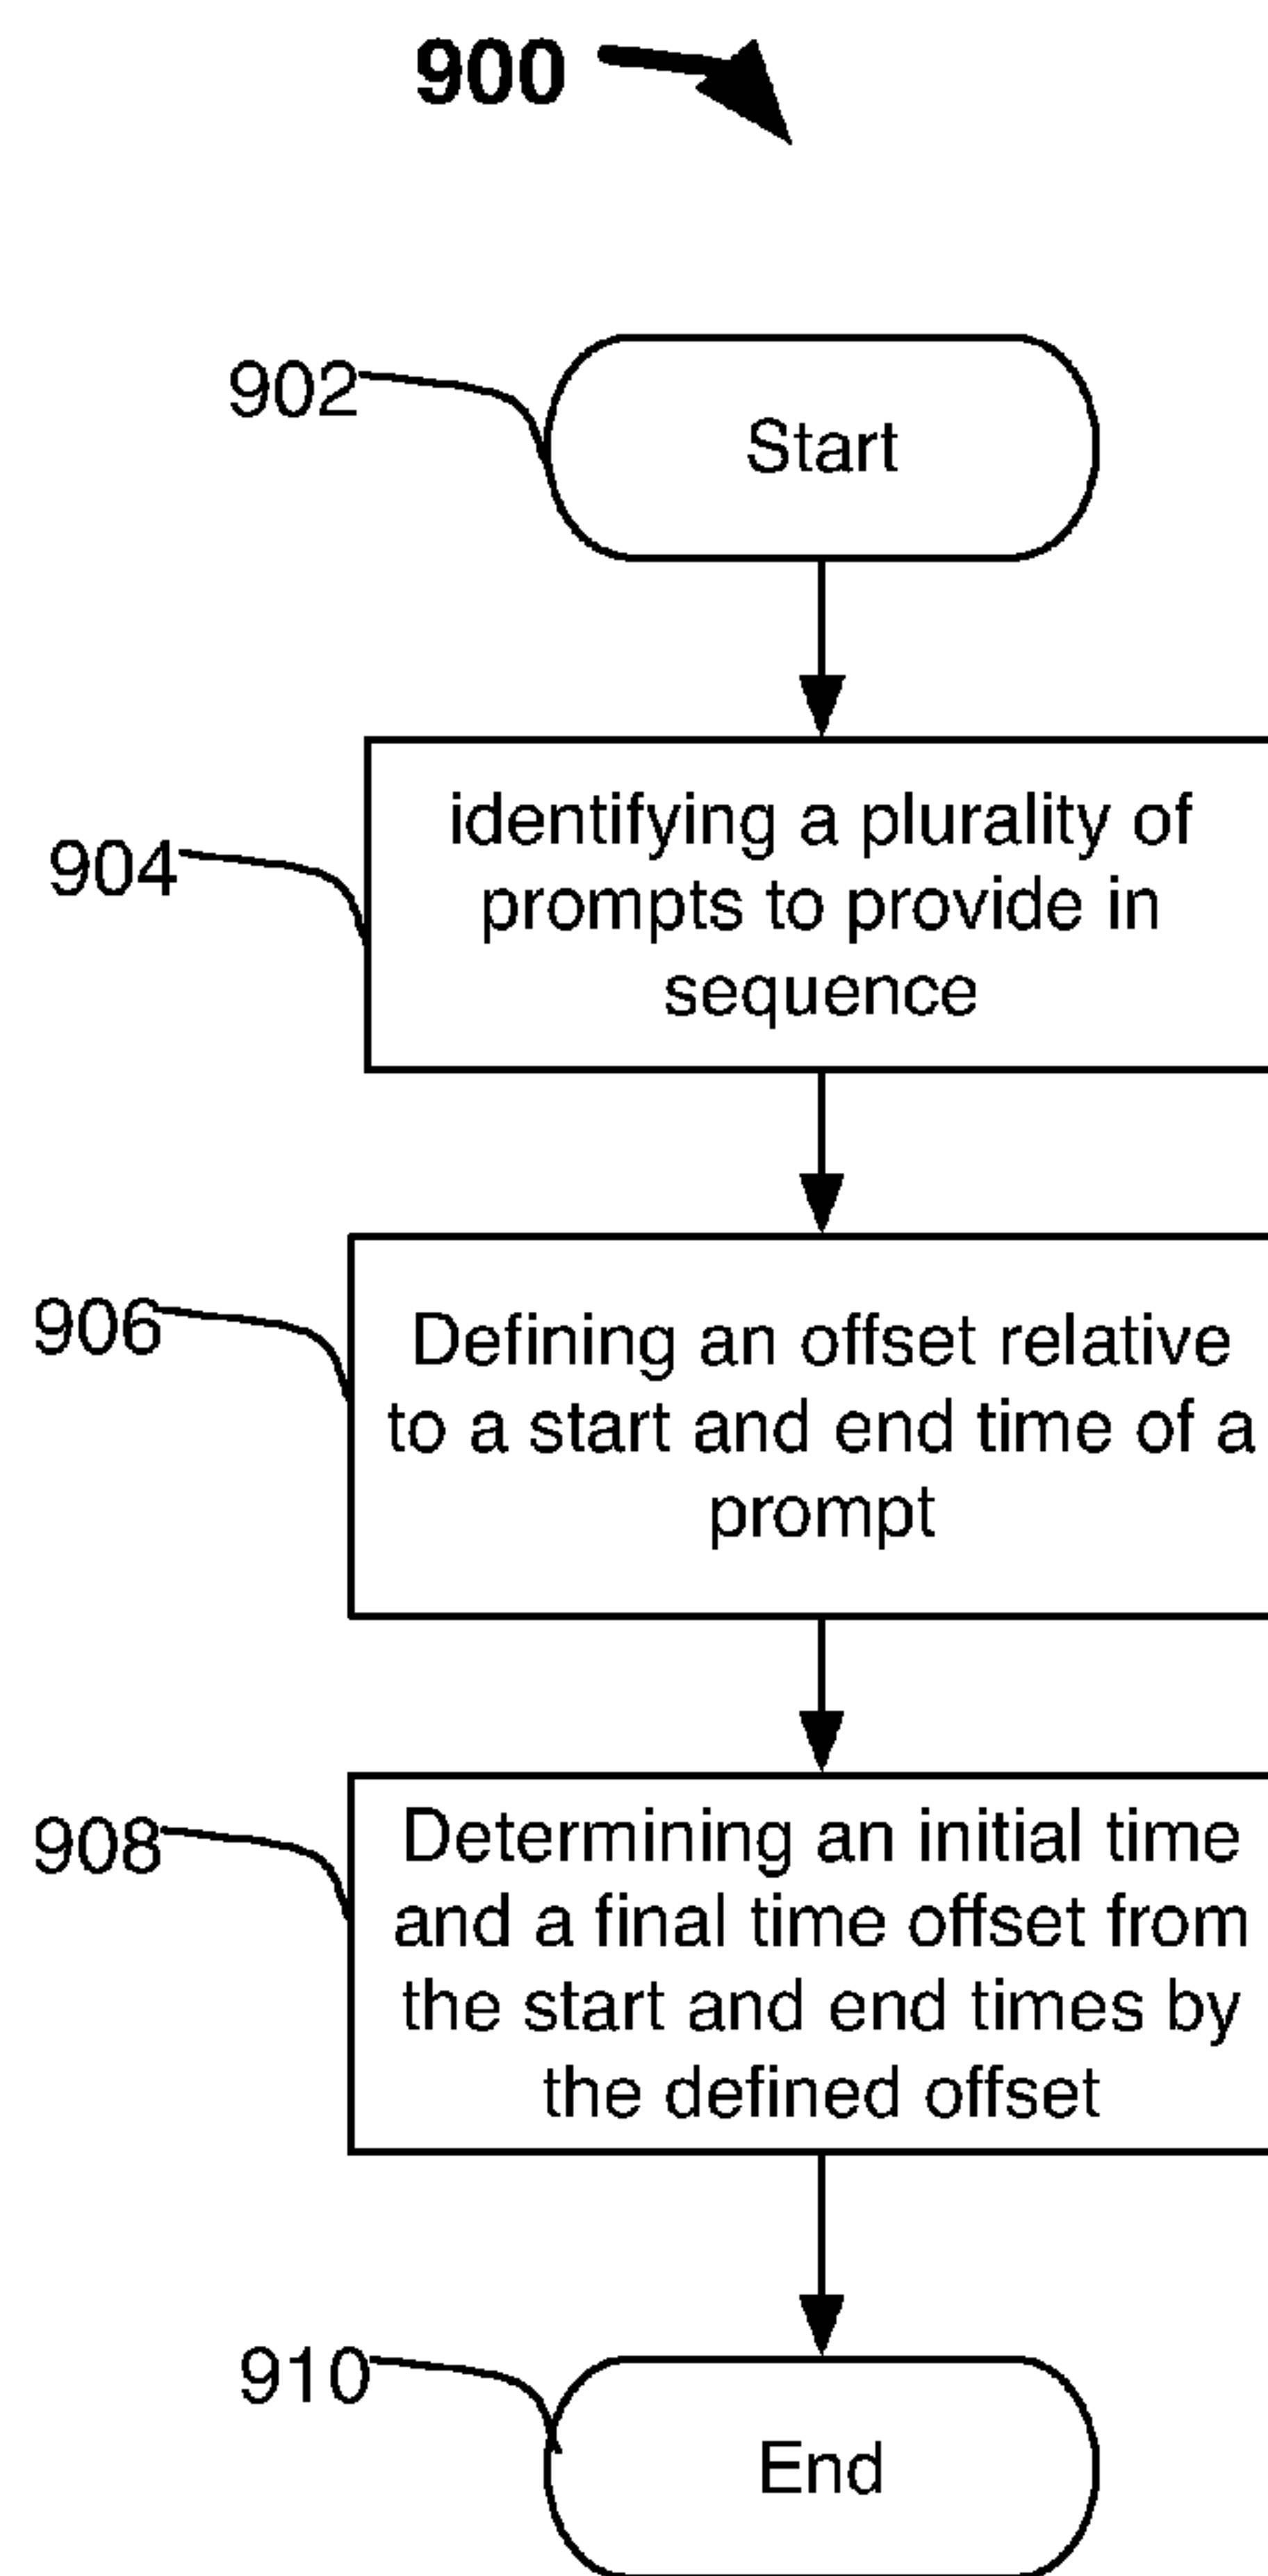 900
902
Start
904
identifying a plurality of
prompts to provide in
sequence
906
Defining an offset relative
to a start and end time of a
prompt
908
Determining an initial time
and a final time offset from
the start and end times by
the defined offset
910
End